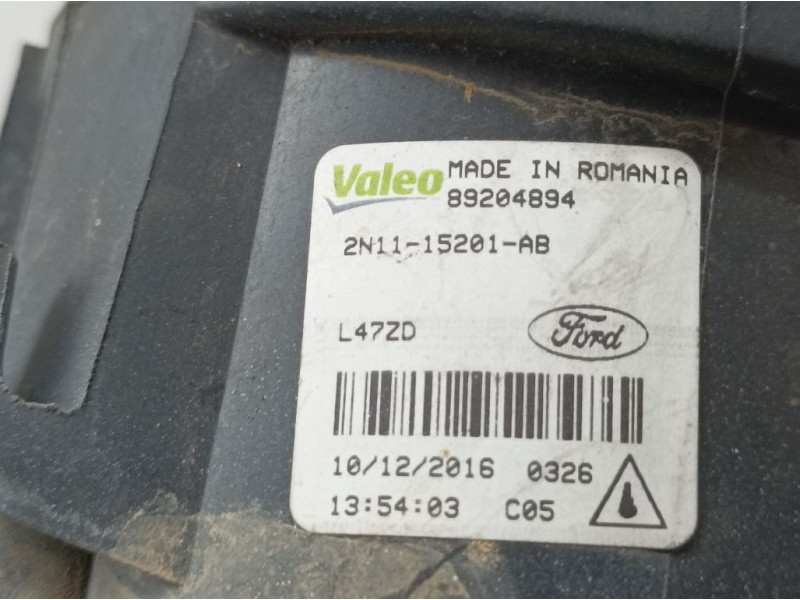 Valeo MADE IN ROMANIA
89204894
2N11-15201-AB
L47ZD Ford
10/12/2016 0326
13:54:03 C05